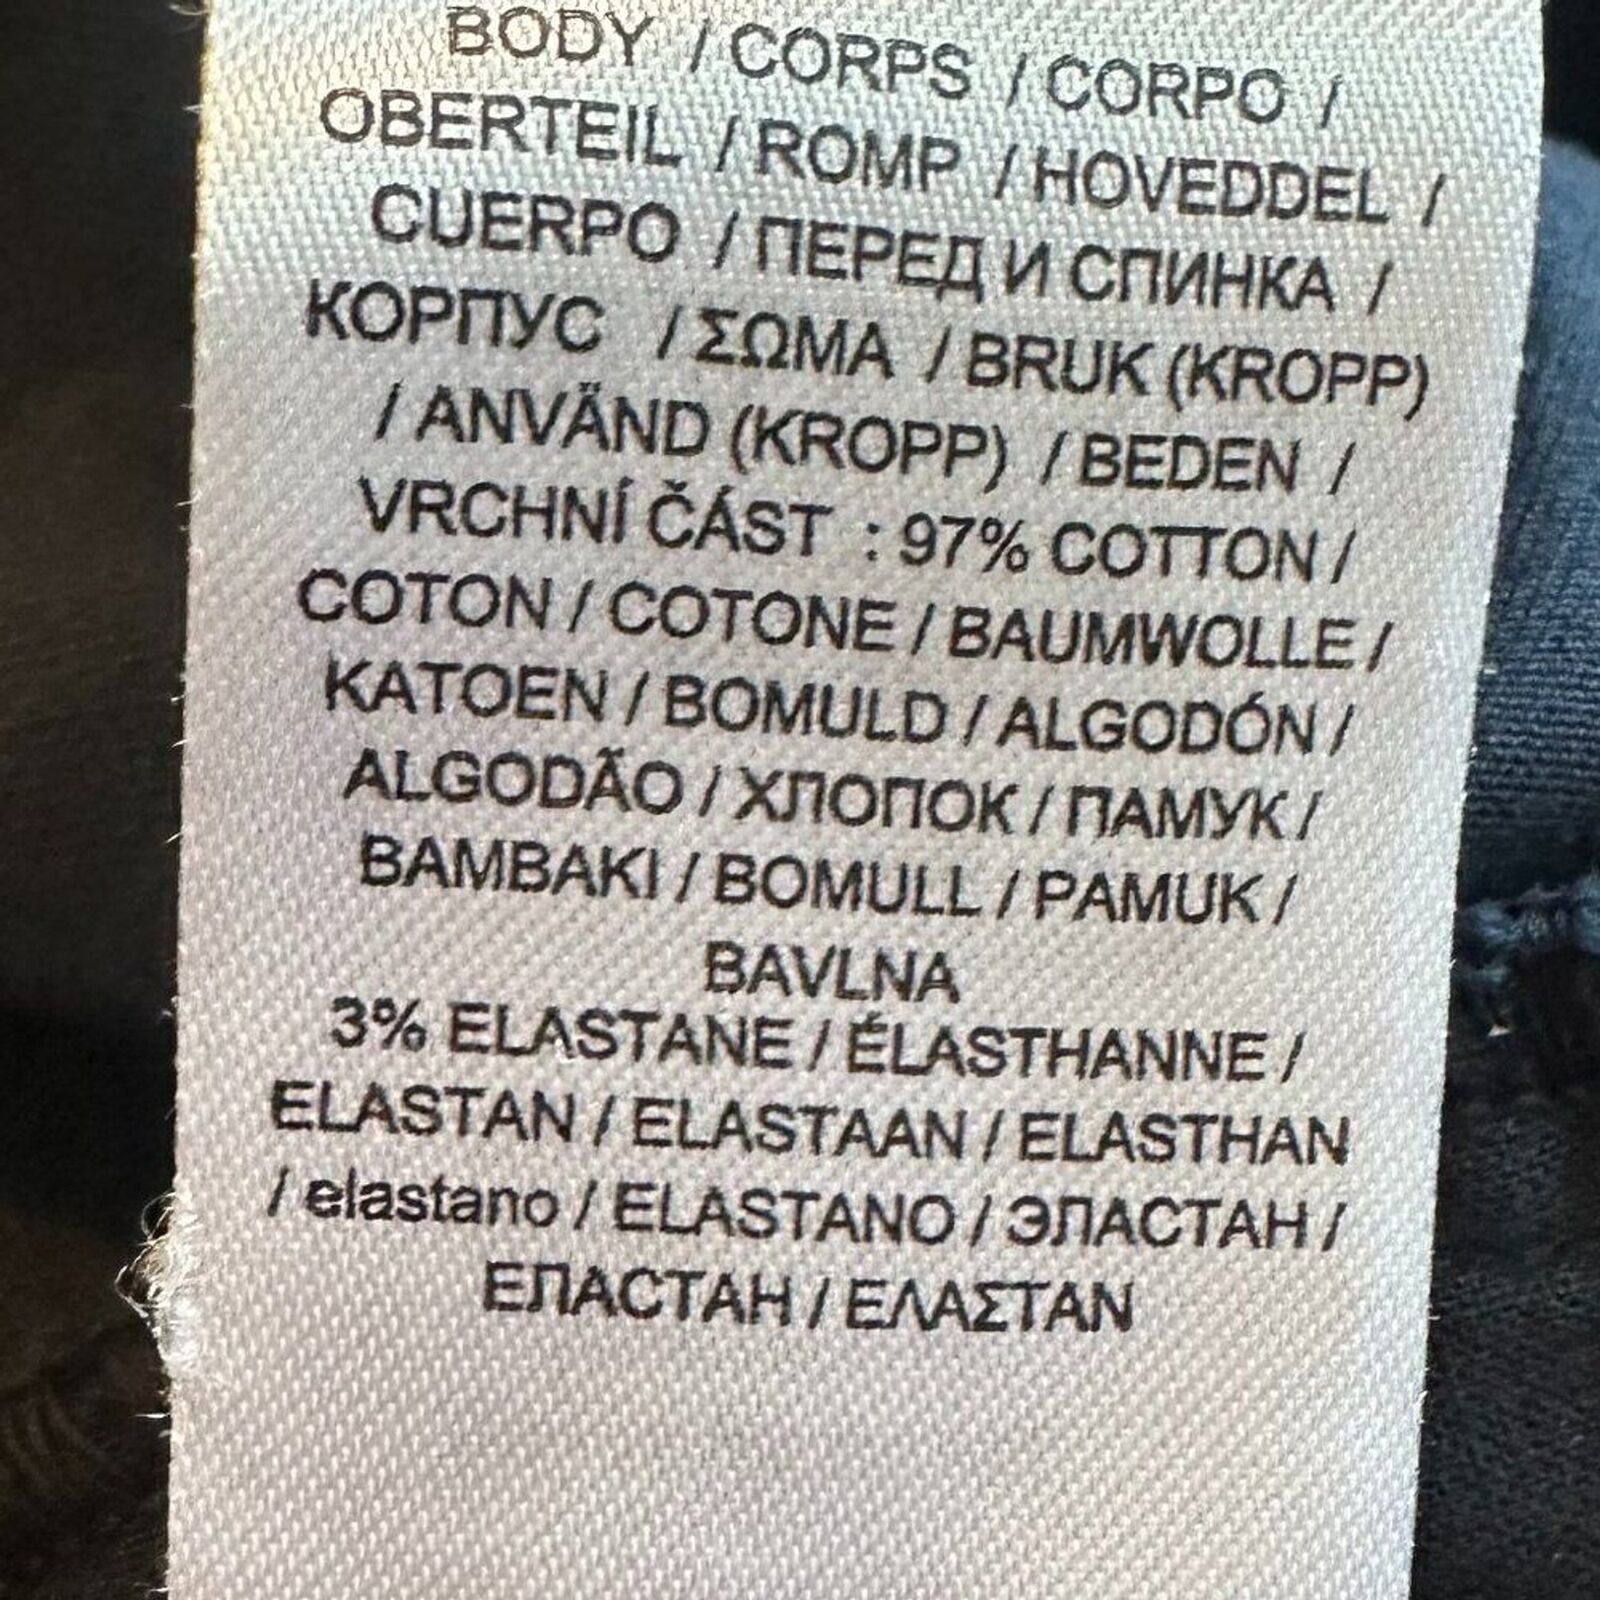 BODY / CORPS / CORPO /
OBERTEIL / ROMP / HOVEDDEL /
CUERPO / ПЕРЕД И СПИНКА /
КОРПУС / ΣΩΜΑ / BRUK (KROPP)
/ ANVÄND (KROPP) / BEDEN /
VRCHNÍ ČÁST : 97% COTTON /
COTON / COTONE / BAUMWOLLE /
KATOEN / BOMULD / ALGODÓN /
ALGODÃO / ХЛОПОК / ПАМУК /
BAMBAKI / BOMULL / PAMUK /
BAVLNA
3% ELASTANE / ÉLASTHANNE /
ELASTAN / ELASTAAN / ELASTHAN
/ elastano / ELASTANO / ЭЛАСТАН /
ЕЛАСТАН / ΕΛΑΣΤΑΝ